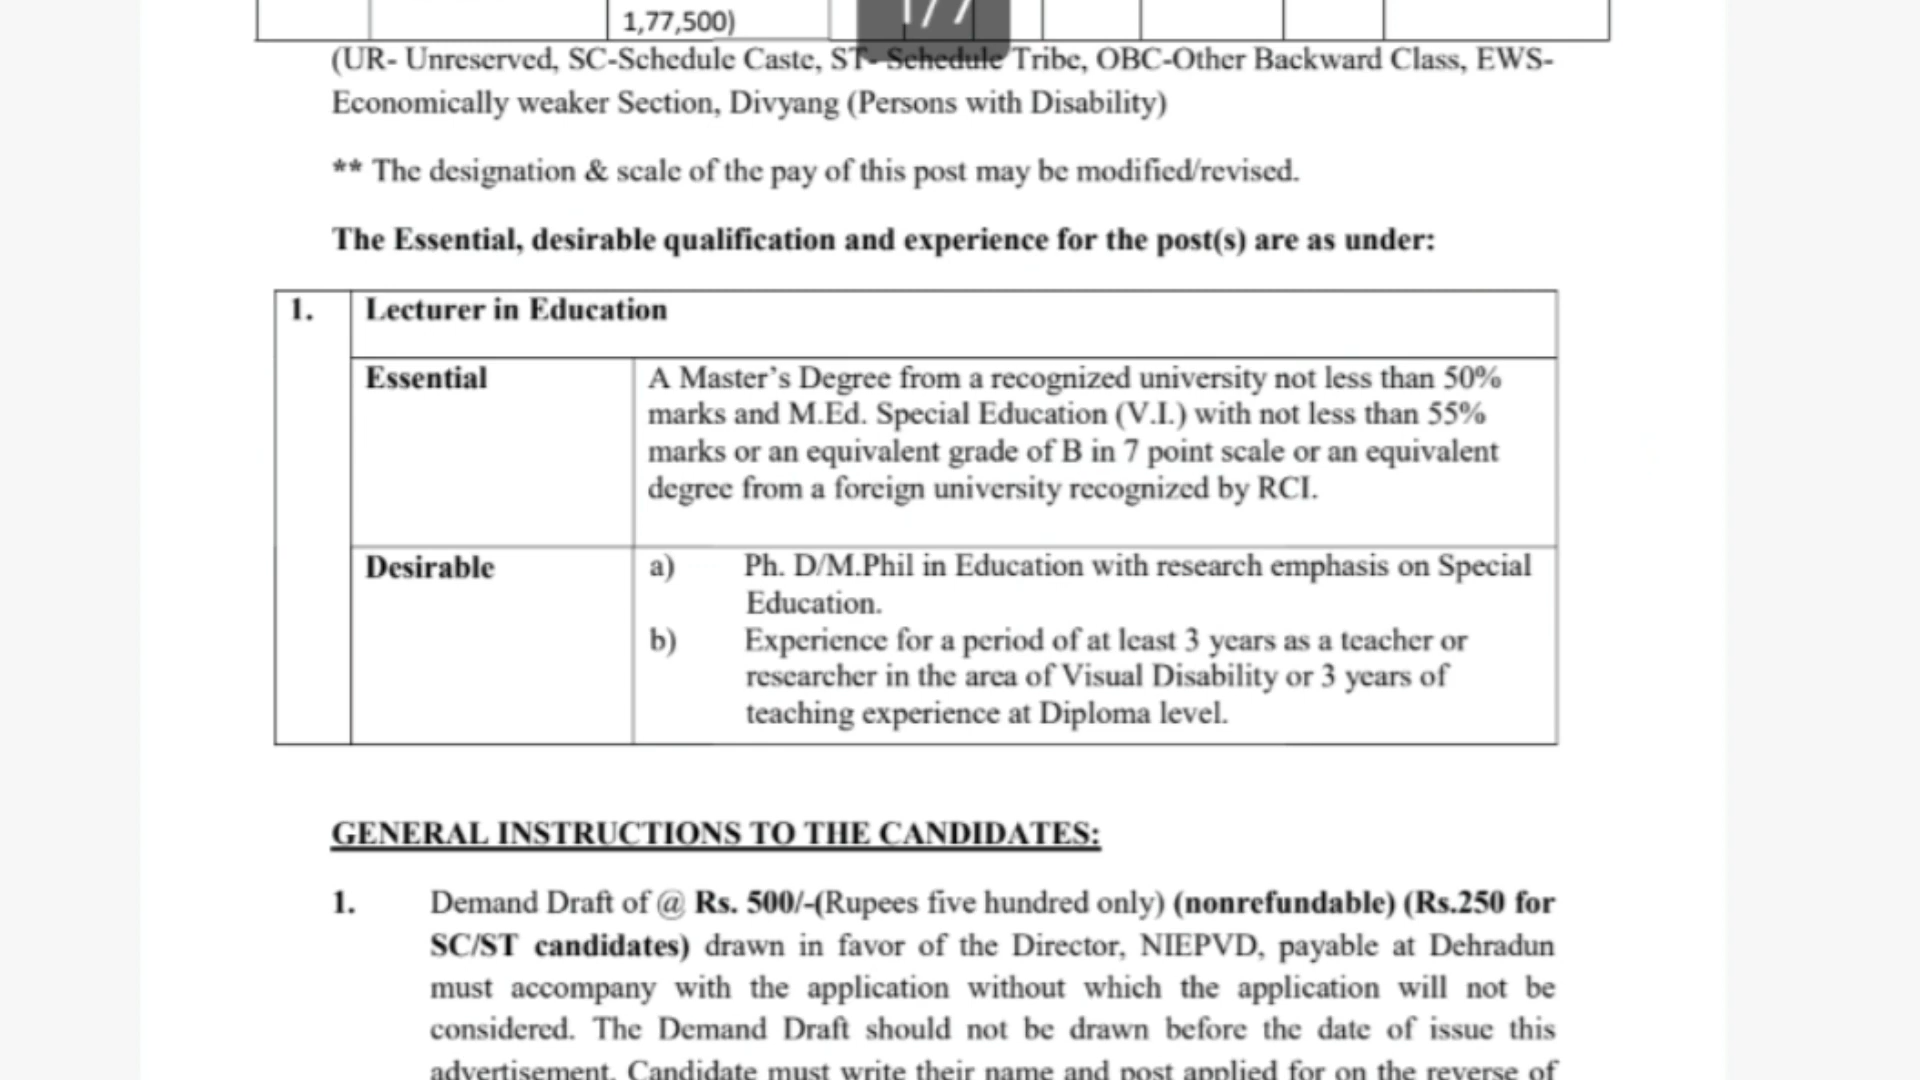 1,77,500)
1/7
(UR- Unreserved, SC-Schedule Caste, ST- Schedule Tribe, OBC-Other Backward Class, EWS-
Economically weaker Section, Divyang (Persons with Disability)
** The designation & scale of the pay of this post may be modified/revised.
The Essential, desirable qualification and experience for the post(s) are as under:
1. Lecturer in Education
Essential A Master’s Degree from a recognized university not less than 50%
marks and M.Ed. Special Education (V.I.) with not less than 55%
marks or an equivalent grade of B in 7 point scale or an equivalent
degree from a foreign university recognized by RCI.
Desirable a) Ph. D/M.Phil in Education with research emphasis on Special
Education.
b) Experience for a period of at least 3 years as a teacher or
researcher in the area of Visual Disability or 3 years of
teaching experience at Diploma level.
GENERAL INSTRUCTIONS TO THE CANDIDATES:
1. Demand Draft of @ Rs. 500/-(Rupees five hundred only) (nonrefundable) (Rs.250 for
SC/ST candidates) drawn in favor of the Director, NIEPVD, payable at Dehradun
must accompany with the application without which the application will not be
considered. The Demand Draft should not be drawn before the date of issue this
advertisement. Candidate must write their name and post applied for on the reverse of